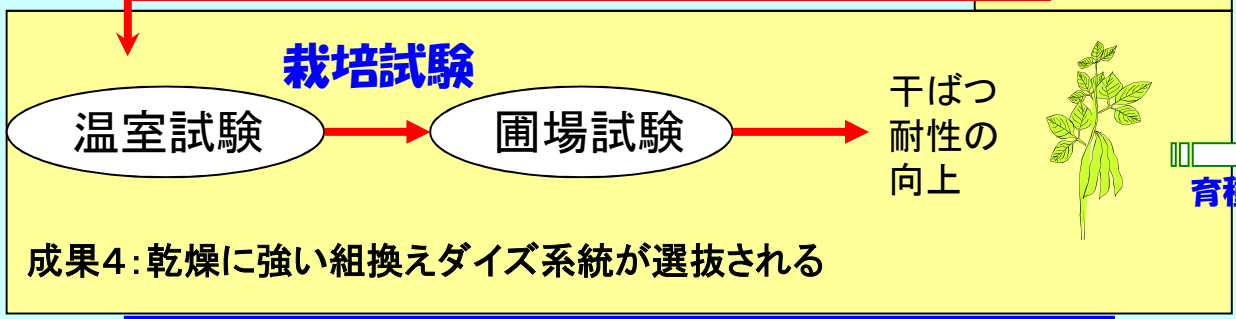 栽培試験
温室試験
圃場試験
干ばつ
耐性の
向上
育種
成果4:乾燥に強い組換えダイズ系統が選抜される